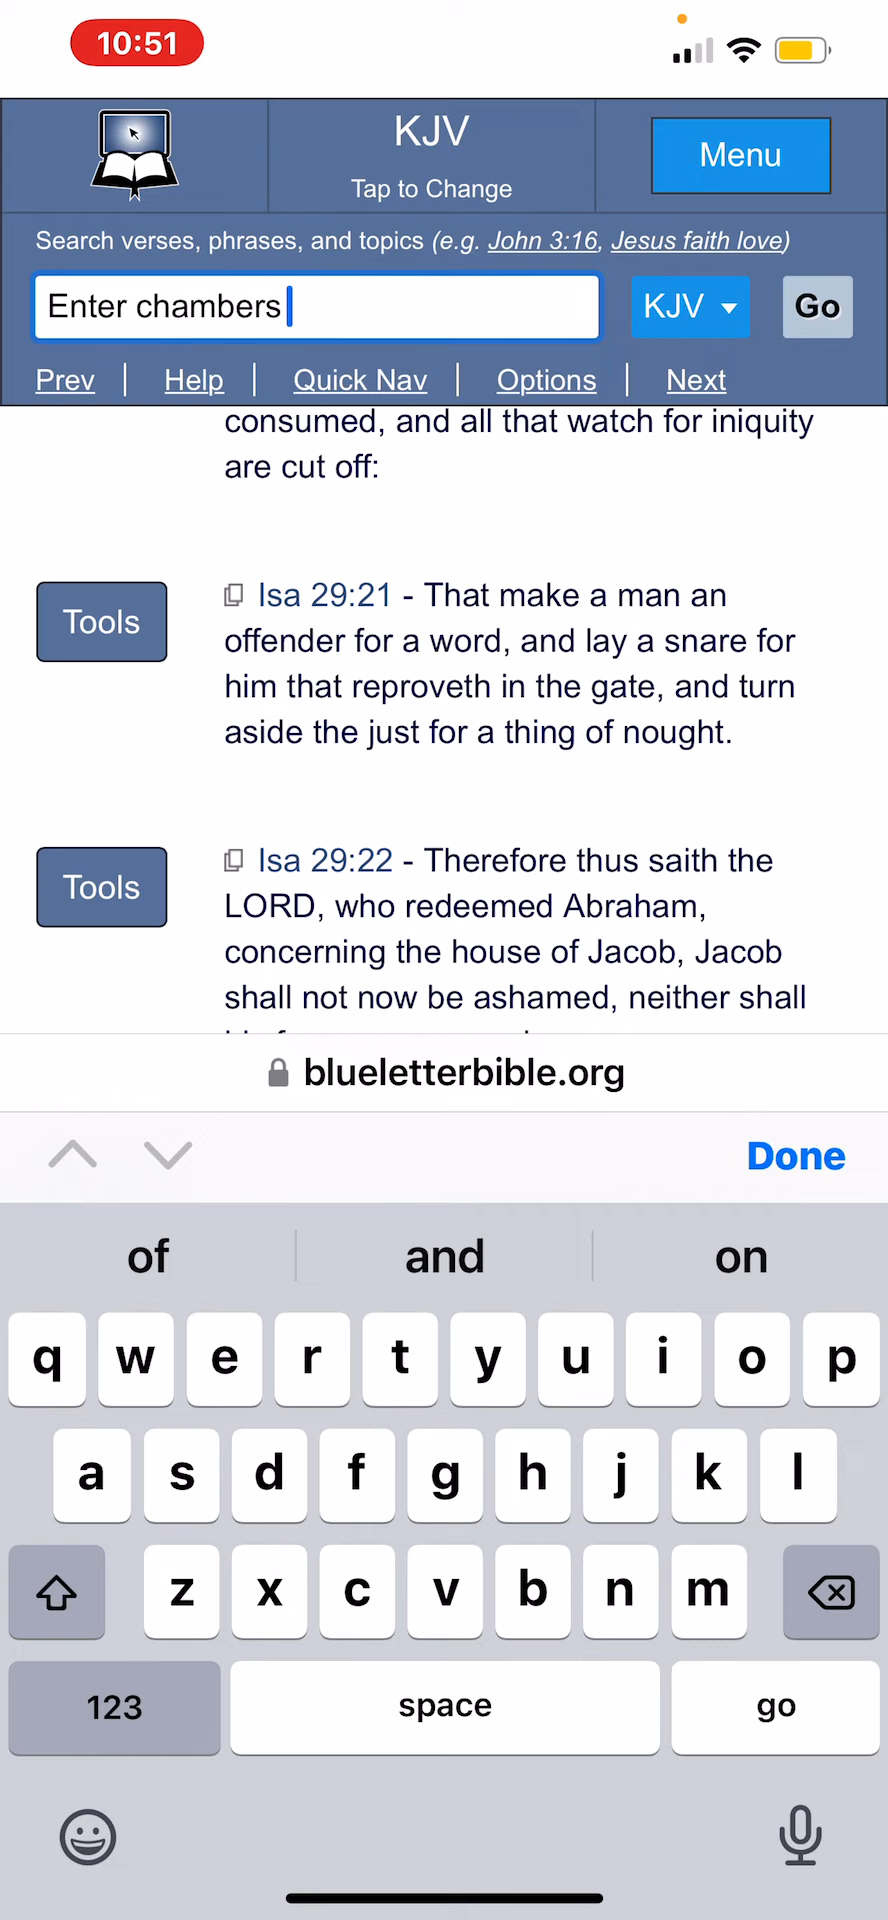 10:51
KJV
Tap to Change
Menu
Search verses, phrases, and topics (e.g. John 3:16, Jesus faith love)
Enter chambers
KJV
Go
Prev | Help | Quick Nav | Options | Next
consumed, and all that watch for iniquity
are cut off:
Tools
Isa 29:21 - That make a man an
offender for a word, and lay a snare for
him that reproveth in the gate, and turn
aside the just for a thing of nought.
Tools
Isa 29:22 - Therefore thus saith the
LORD, who redeemed Abraham,
concerning the house of Jacob, Jacob
shall not now be ashamed, neither shall
blueletterbible.org
Done
of and on
q w e r t y u i o p
a s d f g h j k l
z x c v b n m
123 space go